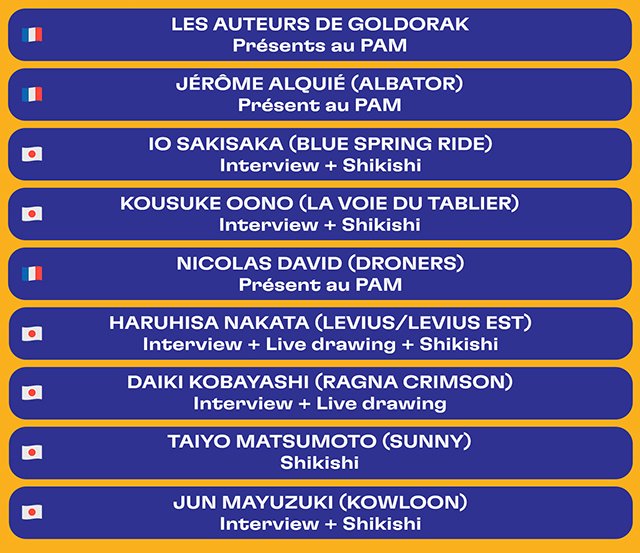 LES AUTEURS DE GOLDORAK
Présents au PAM
JÉRÔME ALQUIÉ (ALBATOR)
Présent au PAM
IO SAKISAKA (BLUE SPRING RIDE)
Interview + Shikishi
KOUSUKE OONO (LA VOIE DU TABLIER)
Interview + Shikishi
NICOLAS DAVID (DRONERS)
Présent au PAM
HARUHISA NAKATA (LEVIUS/LEVIUS EST)
Interview + Live drawing + Shikishi
DAIKI KOBAYASHI (RAGNA CRIMSON)
Interview + Live drawing
TAIYO MATSUMOTO (SUNNY)
Shikishi
JUN MAYUZUKI (KOWLOON)
Interview + Shikishi